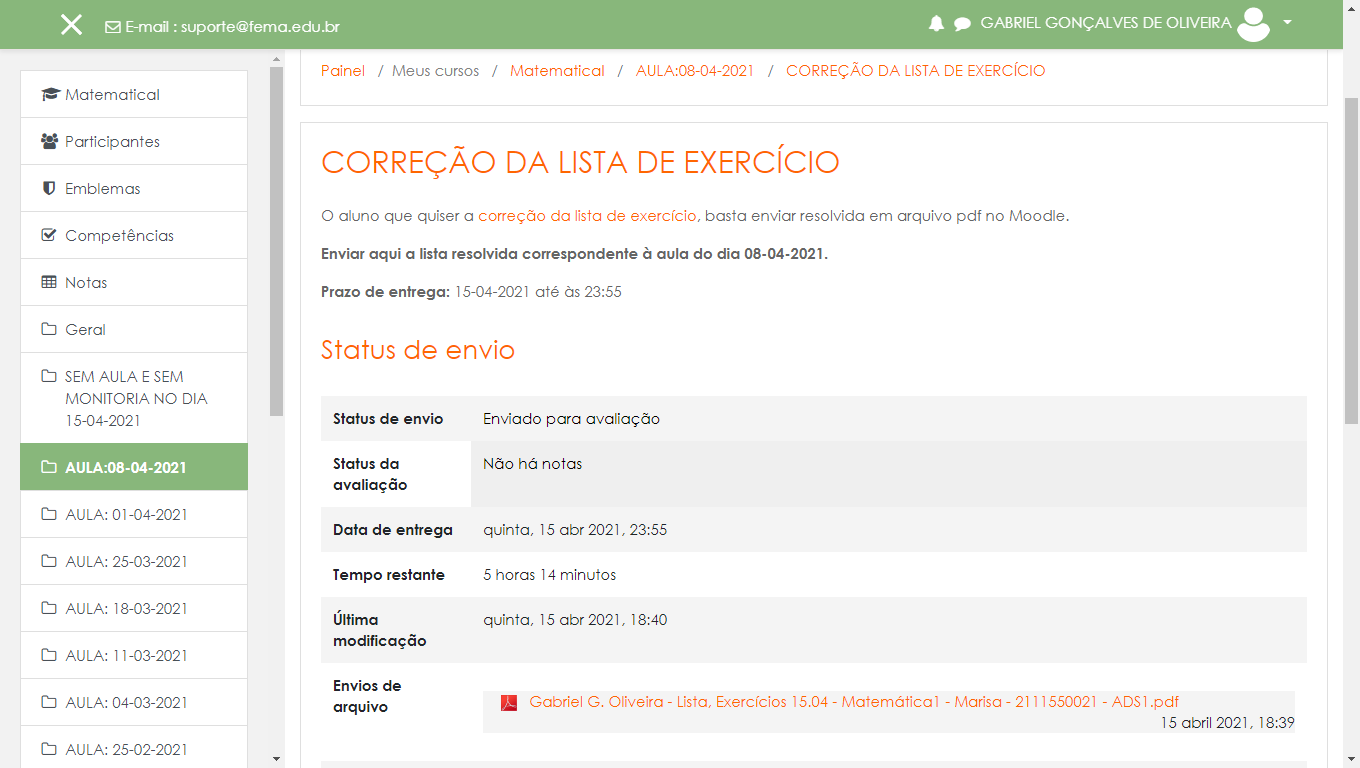 E-mail : suporte@fema.edu.br
GABRIEL GONÇALVES DE OLIVEIRA
Matematical
Participantes
Emblemas
Competências
Notas
Geral
SEM AULA E SEM
MONITORIA NO DIA
15-04-2021
AULA:08-04-2021
AULA: 01-04-2021
AULA: 25-03-2021
AULA: 18-03-2021
AULA: 11-03-2021
AULA: 04-03-2021
AULA: 25-02-2021
Painel / Meus cursos / Matematical / AULA:08-04-2021 / CORREÇÃO DA LISTA DE EXERCÍCIO
CORREÇÃO DA LISTA DE EXERCÍCIO
O aluno que quiser a correção da lista de exercício, basta enviar resolvida em arquivo pdf no Moodle.
Enviar aqui a lista resolvida correspondente à aula do dia 08-04-2021.
Prazo de entrega: 15-04-2021 até às 23:55
Status de envio
Status de envio Enviado para avaliação
Status da Não há notas
avaliação
Data de entrega quinta, 15 abr 2021, 23:55
Tempo restante 5 horas 14 minutos
Última quinta, 15 abr 2021, 18:40
modificação
Envios de
arquivo
Gabriel G. Oliveira - Lista, Exercícios 15.04 - Matemática1 - Marisa - 2111550021 - ADS1.pdf
15 abril 2021, 18:39